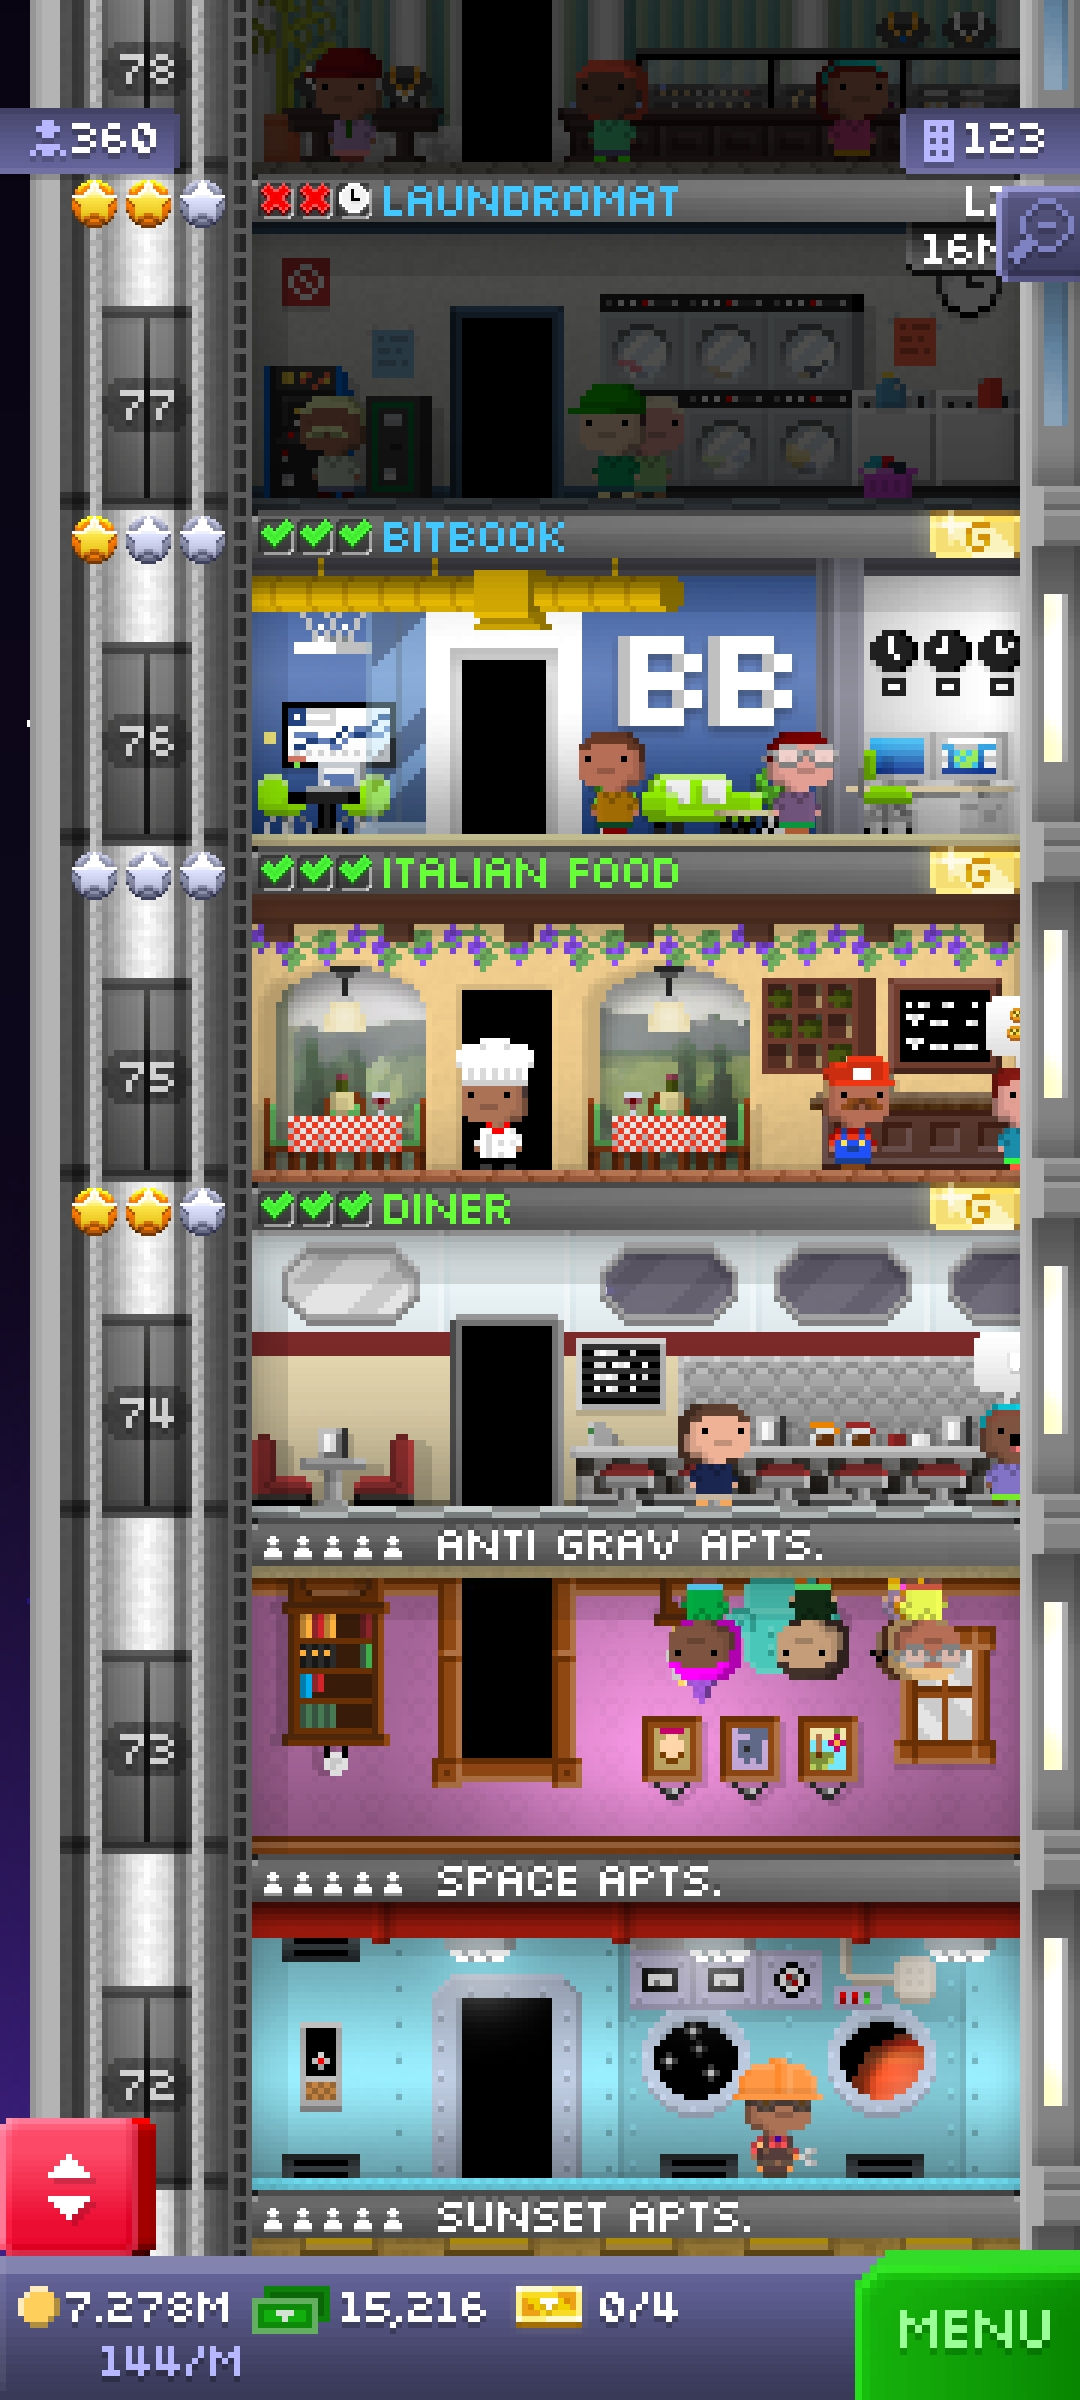 78
360
123
LAUNDROMAT
16M
77
BITBOOK
G
BB
76
ITALIAN FOOD
G
75
DINER
G
74
ANTI GRAV APTS.
73
SPACE APTS.
72
SUNSET APTS.
7.278M
15,216
0/4
144/M
MENU